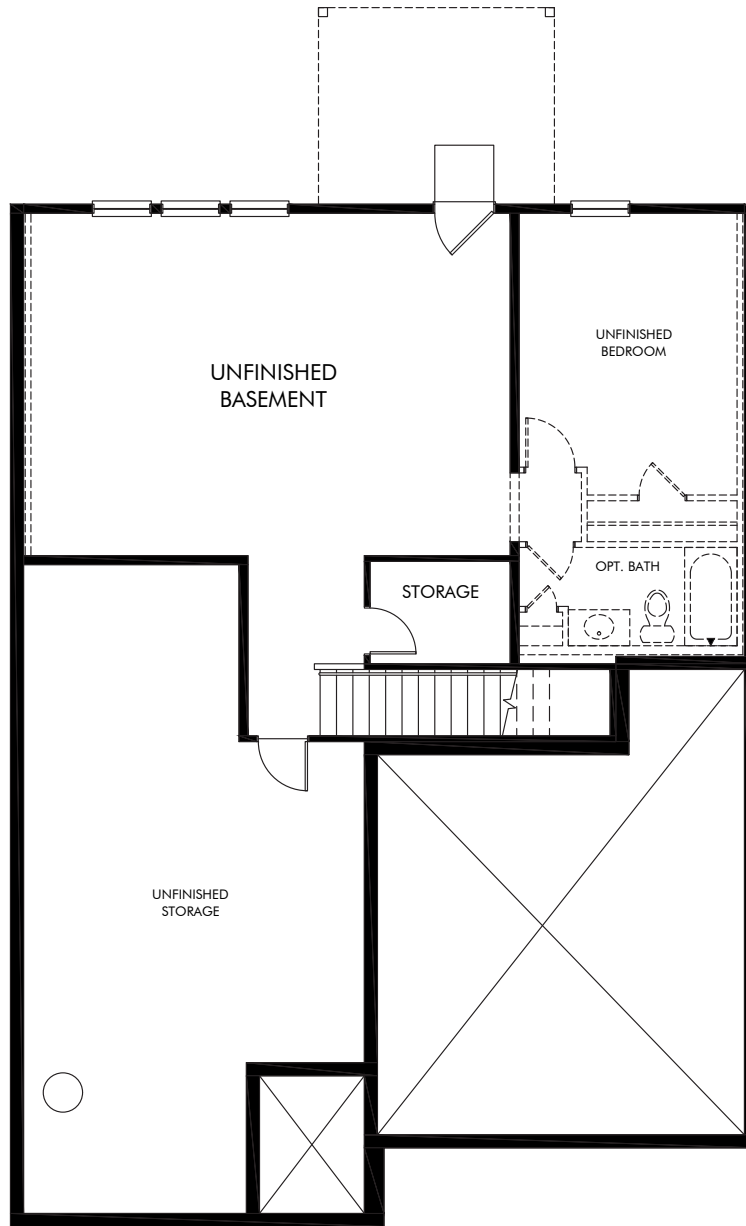 UNFINISHED
BASEMENT
UNFINISHED
BEDROOM
OPT. BATH
STORAGE
UNFINISHED
STORAGE